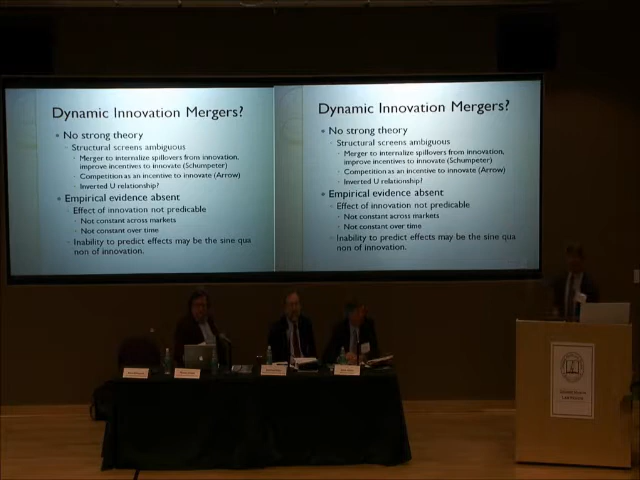 Dynamic Innovation Mergers?
No strong theory
Structural screens ambiguous
Merger to internalize spillovers from innovation,
improve incentives to innovate (Schumpeter)
Competition as an incentive to innovate (Arrow)
Inverted U relationship?
Empirical evidence absent
Effect of innovation not predicable
Not constant across markets
Not constant over time
Inability to predict effects may be the sine qua
non of innovation.
Dynamic Innovation Mergers?
No strong theory
Structural screens ambiguous
Merger to internalize spillovers from innovation,
improve incentives to innovate (Schumpeter)
Competition as an incentive to innovate (Arrow)
Inverted U relationship?
Empirical evidence absent
Effect of innovation not predicable
Not constant across markets
Not constant over time
Inability to predict effects may be the sine qua
non of innovation.